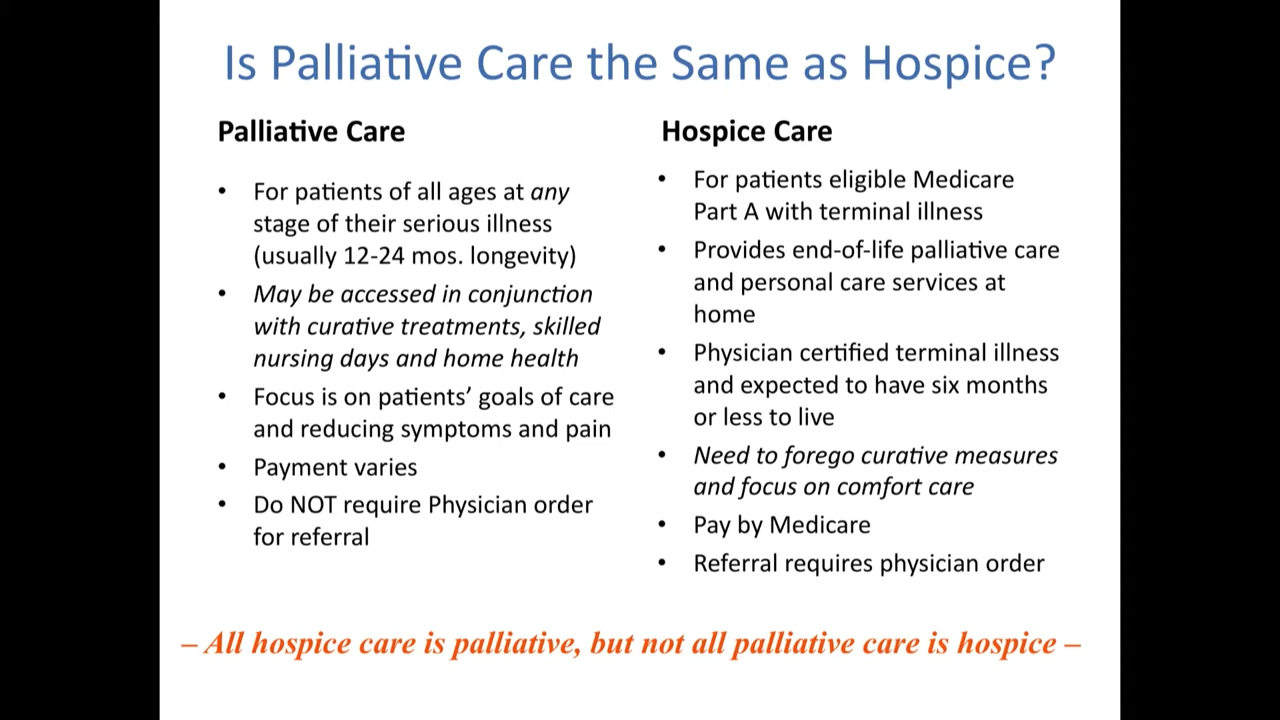 Is Palliative Care the Same as Hospice?
Palliative Care
• For patients of all ages at any
stage of their serious illness
(usually 12-24 mos. longevity)
• May be accessed in conjunction
with curative treatments, skilled
nursing days and home health
• Focus is on patients’ goals of care
and reducing symptoms and pain
• Payment varies
• Do NOT require Physician order
for referral
Hospice Care
• For patients eligible Medicare
Part A with terminal illness
• Provides end-of-life palliative care
and personal care services at
home
• Physician certified terminal illness
and expected to have six months
or less to live
• Need to forego curative measures
and focus on comfort care
• Pay by Medicare
• Referral requires physician order
– All hospice care is palliative, but not all palliative care is hospice –